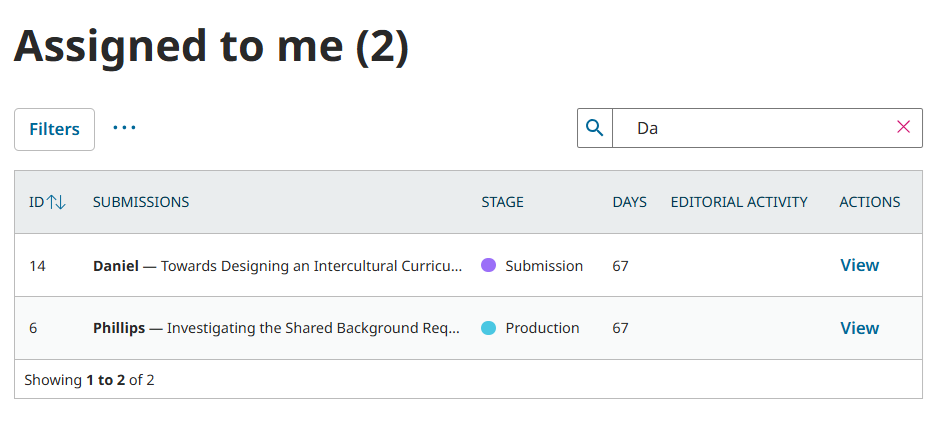 Assigned to me (2)
Filters ... Da
ID SUBMISSIONS STAGE DAYS EDITORIAL ACTIVITY ACTIONS
14 Daniel — Towards Designing an Intercultural Curricu... Submission 67 View
6 Phillips — Investigating the Shared Background Req... Production 67 View
Showing 1 to 2 of 2